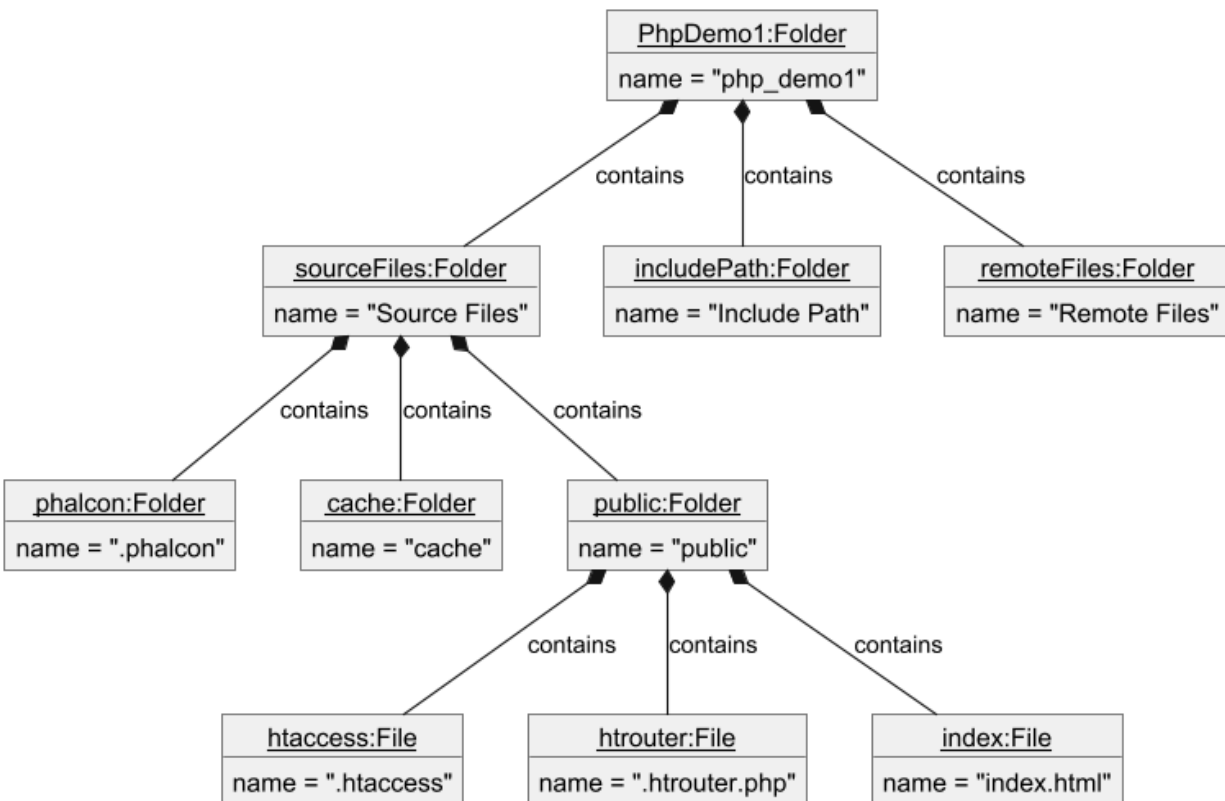 PhpDemo1:Folder
name = "php_demo1"
contains
contains
contains
sourceFiles:Folder
name = "Source Files"
includePath:Folder
name = "Include Path"
remoteFiles:Folder
name = "Remote Files"
contains
contains
contains
phalcon:Folder
name = ".phalcon"
cache:Folder
name = "cache"
public:Folder
name = "public"
contains
contains
contains
htaccess:File
name = ".htaccess"
htrouter:File
name = ".htrouter.php"
index:File
name = "index.html"